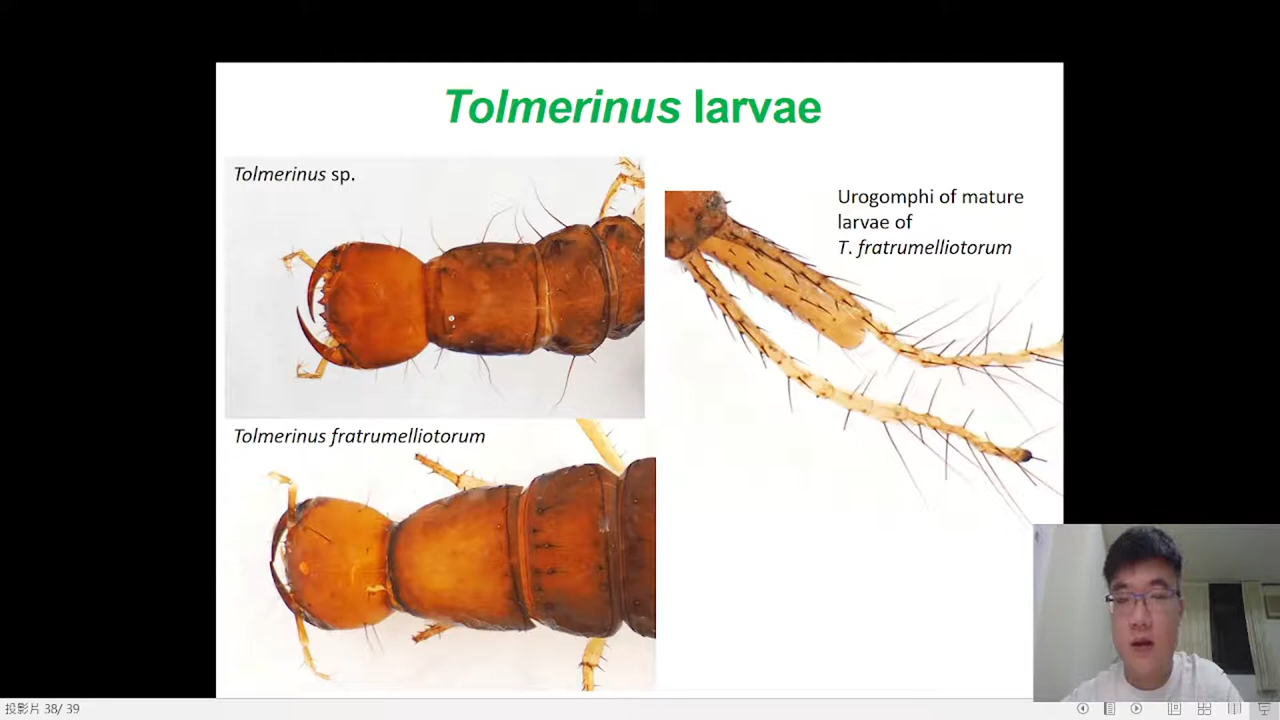 Tolmerinus larvae
Tolmerinus sp.
Urogomphi of mature
larvae of
T. fratrumelliotorum
Tolmerinus fratrumelliotorum
投影片 38/ 39